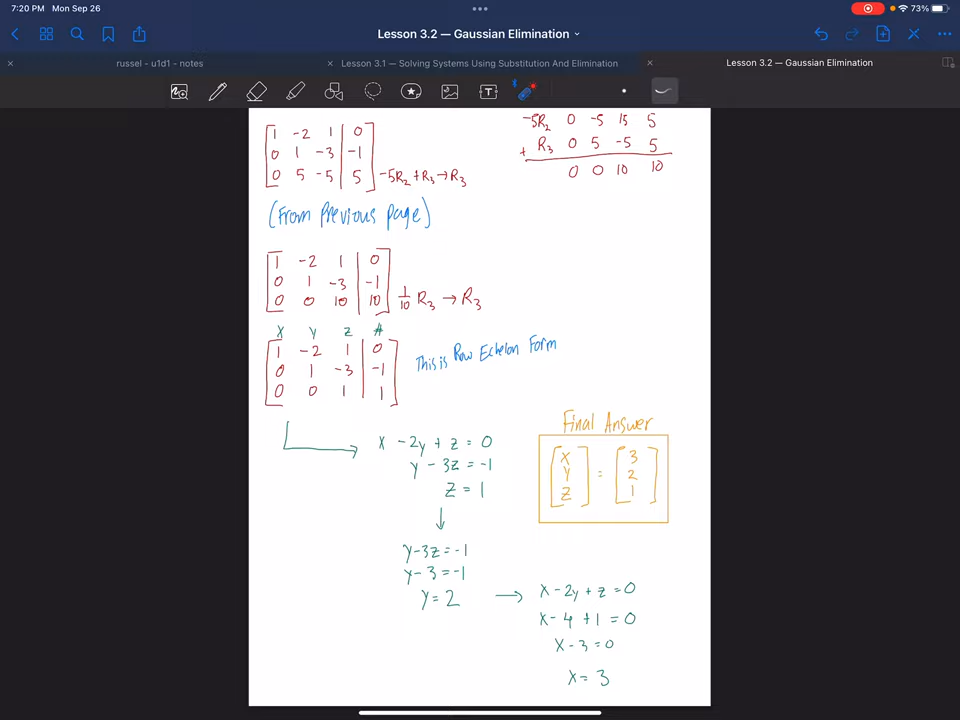 7:20 PM Mon Sep 26
73%
Lesson 3.2 — Gaussian Elimination
russel - u1d1 - notes
Lesson 3.1 — Solving Systems Using Substitution And Elimination
Lesson 3.2 — Gaussian Elimination
1 -2 1 | 0
0 1 -3 | -1
0 5 -5 | 5 -5R₂ + R₃ → R₃
-5R₂ 0 -5 15 5
+ R₃ 0 5 -5 5
0 0 10 10
(From Previous page)
1 -2 1 | 0
0 1 -3 | -1
0 0 10 | 10 1/10 R₃ → R₃
X Y Z #
1 -2 1 | 0
0 1 -3 | -1
0 0 1 | 1
This is Row Echelon Form
x - 2y + z = 0
y - 3z = -1
z = 1
↓
y - 3z = -1
y - 3 = -1
y = 2
→
x - 2y + z = 0
x - 4 + 1 = 0
x - 3 = 0
x = 3
Final Answer
[X Y Z] = [3 2 1]